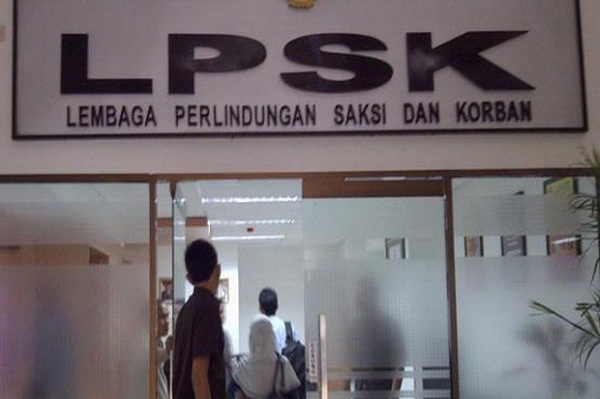 LPSK
LEMBAGA PERLINDUNGAN SAKSI DAN KORBAN